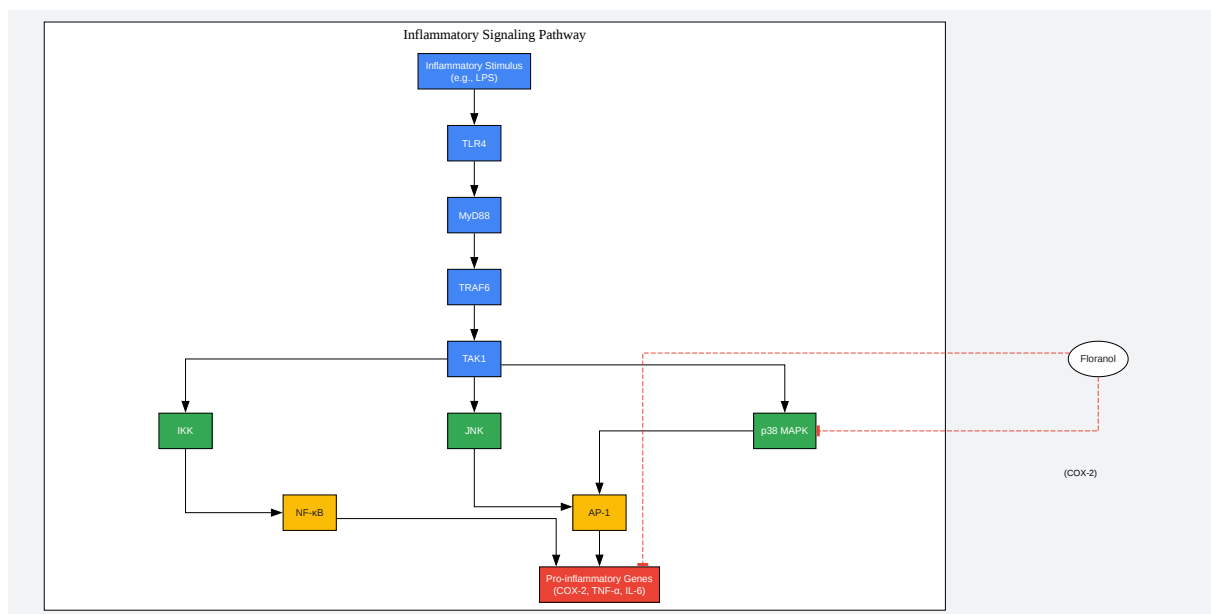 Inflammatory Signaling Pathway
Inflammatory Stimulus
(e.g., LPS)
TLR4
MyD88
TRAF6
TAK1
Floranol
IKK
JNK
p38 MAPK
(COX-2)
NF-κB
AP-1
Pro-inflammatory Genes
(COX-2, TNF-α, IL-6)